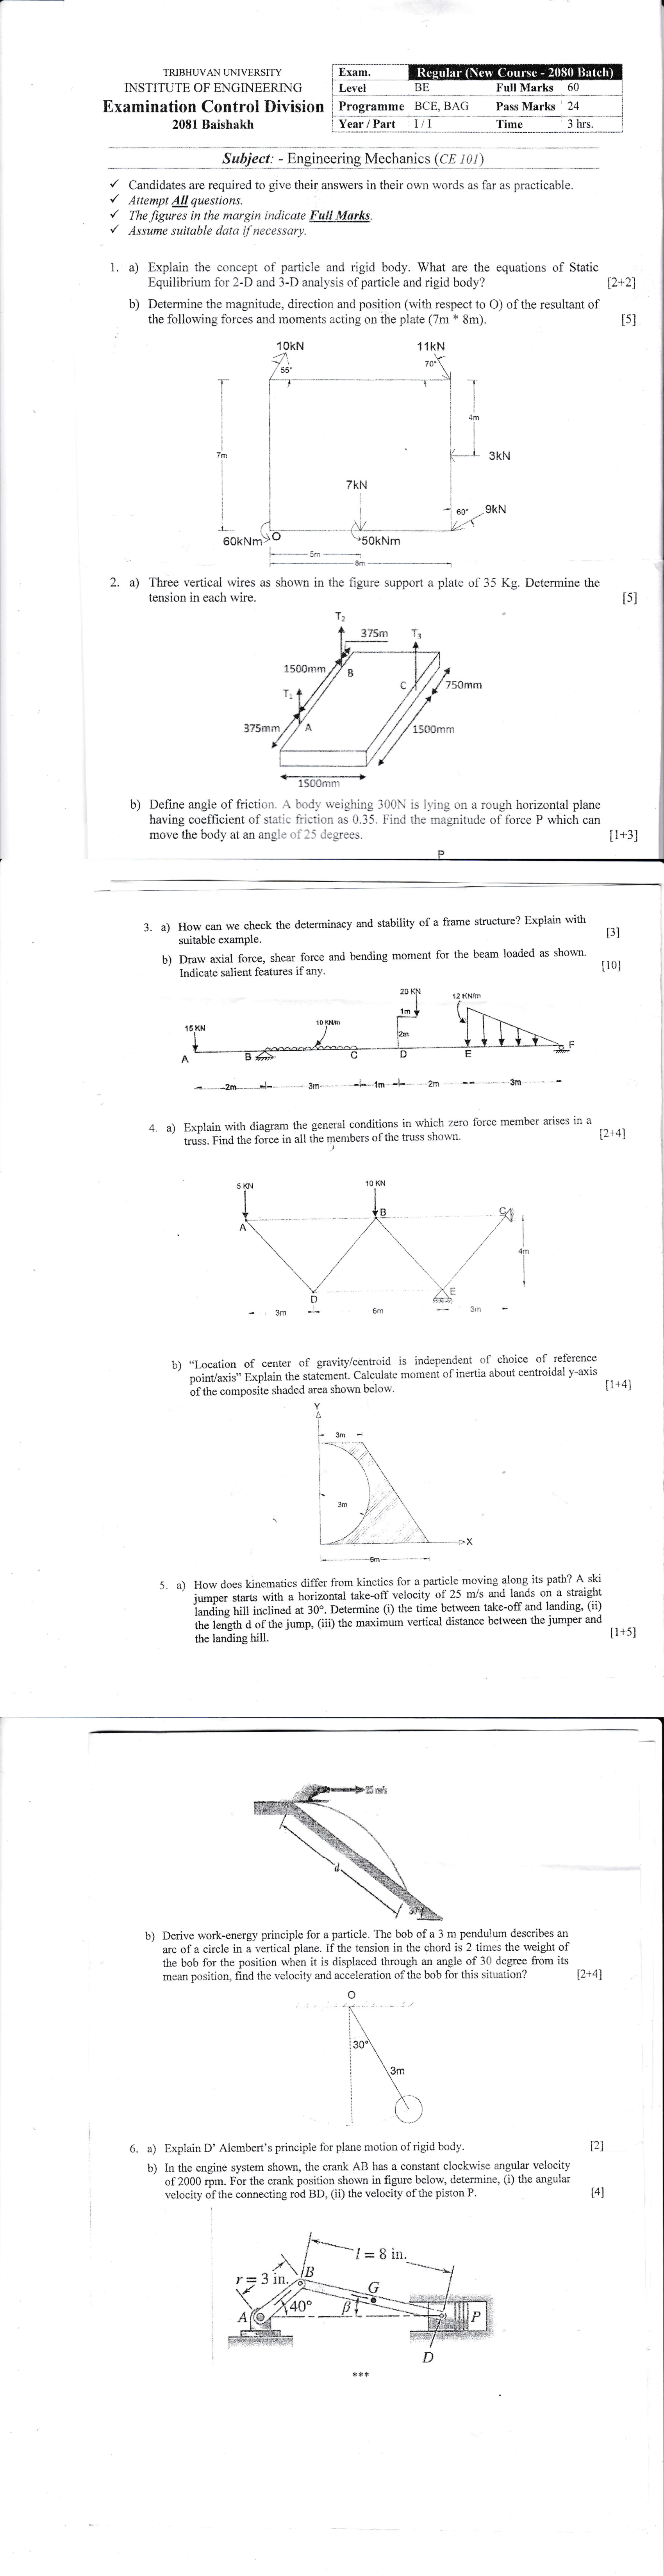 TRIBHUVAN UNIVERSITY
INSTITUTE OF ENGINEERING
Examination Control Division
2081 Baishakh
Exam. Regular (New Course - 2080 Batch)
Level BE Full Marks 60
Programme BCE, BAG Pass Marks 24
Year / Part I / I Time 3 hrs.
Subject: - Engineering Mechanics (CE 101)
✓ Candidates are required to give their answers in their own words as far as practicable.
✓ Attempt All questions.
✓ The figures in the margin indicate Full Marks.
✓ Assume suitable data if necessary.
1. a) Explain the concept of particle and rigid body. What are the equations of Static
Equilibrium for 2-D and 3-D analysis of particle and rigid body? [2+2]
b) Determine the magnitude, direction and position (with respect to O) of the resultant of
the following forces and moments acting on the plate (7m * 8m). [5]
10kN 11kN
55° 70°
4m
7m
3kN
7kN
60° 9kN
60kNm O 50kNm
5m
8m
2. a) Three vertical wires as shown in the figure support a plate of 35 Kg. Determine the
tension in each wire. [5]
T2
375m T3
1500mm B
C 750mm
T1
375mm A 1500mm
1500mm
b) Define angle of friction. A body weighing 300N is lying on a rough horizontal plane
having coefficient of static friction as 0.35. Find the magnitude of force P which can
move the body at an angle of 25 degrees. [1+3]
P
3. a) How can we check the determinacy and stability of a frame structure? Explain with
suitable example. [3]
b) Draw axial force, shear force and bending moment for the beam loaded as shown.
Indicate salient features if any. [10]
20 KN 12 KN/m
1m
15 KN 10 KN/m 2m
A B C D E F
2m 3m 1m 2m 3m
4. a) Explain with diagram the general conditions in which zero force member arises in a
truss. Find the force in all the members of the truss shown. [2+4]
5 KN 10 KN
A B C
4m
D E
3m 6m 3m
b) “Location of center of gravity/centroid is independent of choice of reference
point/axis” Explain the statement. Calculate moment of inertia about centroidal y-axis
of the composite shaded area shown below. [1+4]
Y
3m
3m
X
6m
5. a) How does kinematics differ from kinetics for a particle moving along its path? A ski
jumper starts with a horizontal take-off velocity of 25 m/s and lands on a straight
landing hill inclined at 30°. Determine (i) the time between take-off and landing, (ii)
the length d of the jump, (iii) the maximum vertical distance between the jumper and
the landing hill. [1+5]
25 m/s
d
30°
b) Derive work-energy principle for a particle. The bob of a 3 m pendulum describes an
arc of a circle in a vertical plane. If the tension in the chord is 2 times the weight of
the bob for the position when it is displaced through an angle of 30 degree from its
mean position, find the velocity and acceleration of the bob for this situation? [2+4]
O
30°
3m
6. a) Explain D’ Alembert’s principle for plane motion of rigid body. [2]
b) In the engine system shown, the crank AB has a constant clockwise angular velocity
of 2000 rpm. For the crank position shown in figure below, determine, (i) the angular
velocity of the connecting rod BD, (ii) the velocity of the piston P. [4]
l = 8 in.
r = 3 in. B
G
A 40° β P
D
***